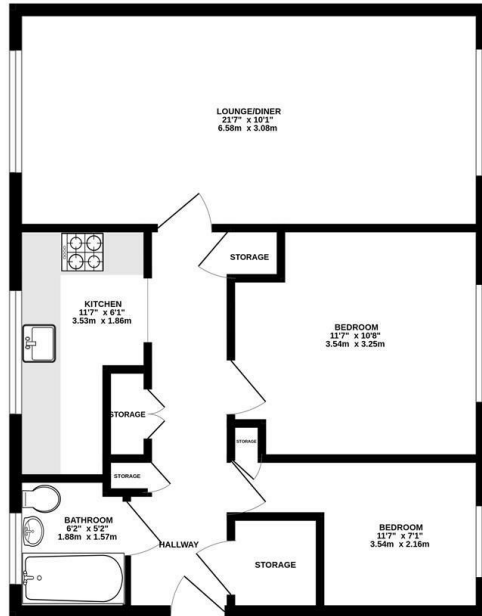 LOUNGE/DINER
21'7" x 10'1"
6.58m x 3.08m
STORAGE
KITCHEN
11'7" x 6'1"
3.53m x 1.86m
BEDROOM
11'7" x 10'8"
3.54m x 3.25m
STORAGE
STORAGE
STORAGE
BATHROOM
6'2" x 5'2"
1.88m x 1.57m
HALLWAY
BEDROOM
11'7" x 7'1"
3.54m x 2.16m
STORAGE